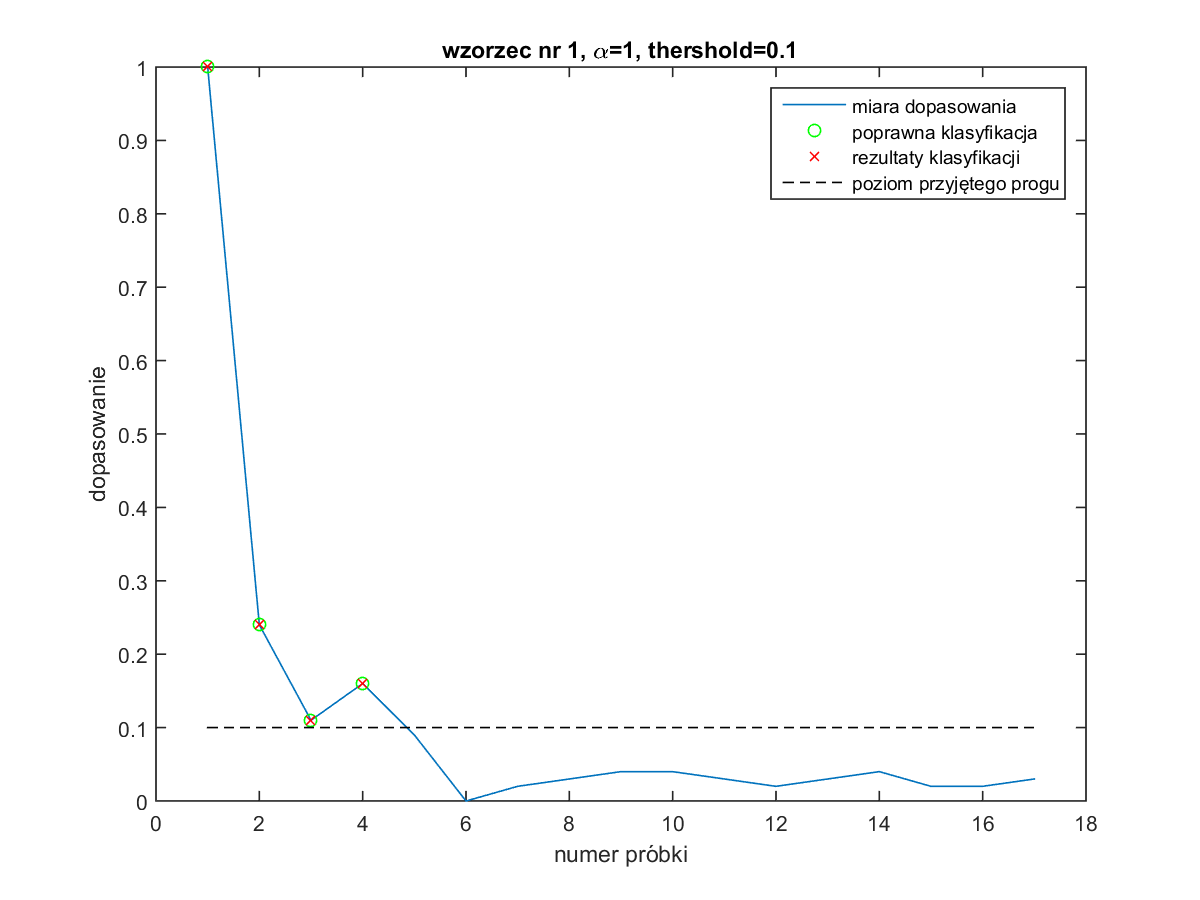 wzorzec nr 1, α=1, thershold=0.1
miara dopasowania
poprawna klasyfikacja
rezultaty klasyfikacji
poziom przyjętego progu
dopasowanie
1
0.9
0.8
0.7
0.6
0.5
0.4
0.3
0.2
0.1
0
0 2 4 6 8 10 12 14 16 18
numer próbki